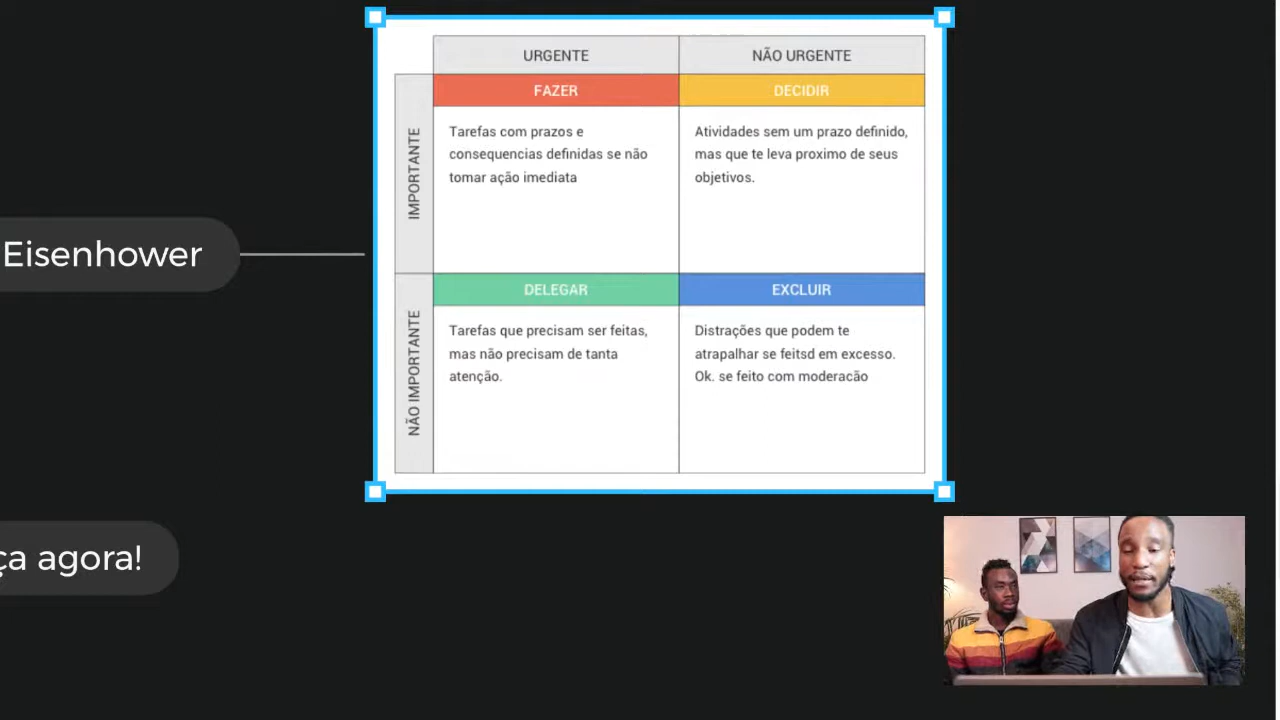 URGENTE
NÃO URGENTE
FAZER
DECIDIR
IMPORTANTE
Tarefas com prazos e
consequencias definidas se não
tomar ação imediata
Atividades sem um prazo definido,
mas que te leva proximo de seus
objetivos.
Eisenhower
DELEGAR
EXCLUIR
NÃO IMPORTANTE
Tarefas que precisam ser feitas,
mas não precisam de tanta
atenção.
Distrações que podem te
atrapalhar se feitsd em excesso.
Ok. se feito com moderacão
ça agora!